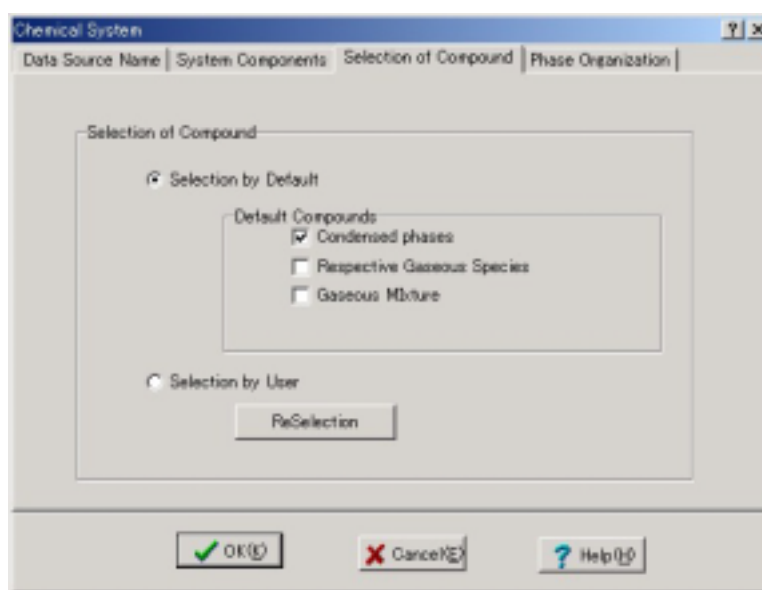 Chemical System
Data Source Name System Components Selection of Compound Phase Organization
Selection of Compound
Selection by Default
Default Compounds
Condensed phases
Respective Gaseous Species
Gaseous MIxture
Selection by User
ReSelection
OK(K) Cancel(E) Help(H)